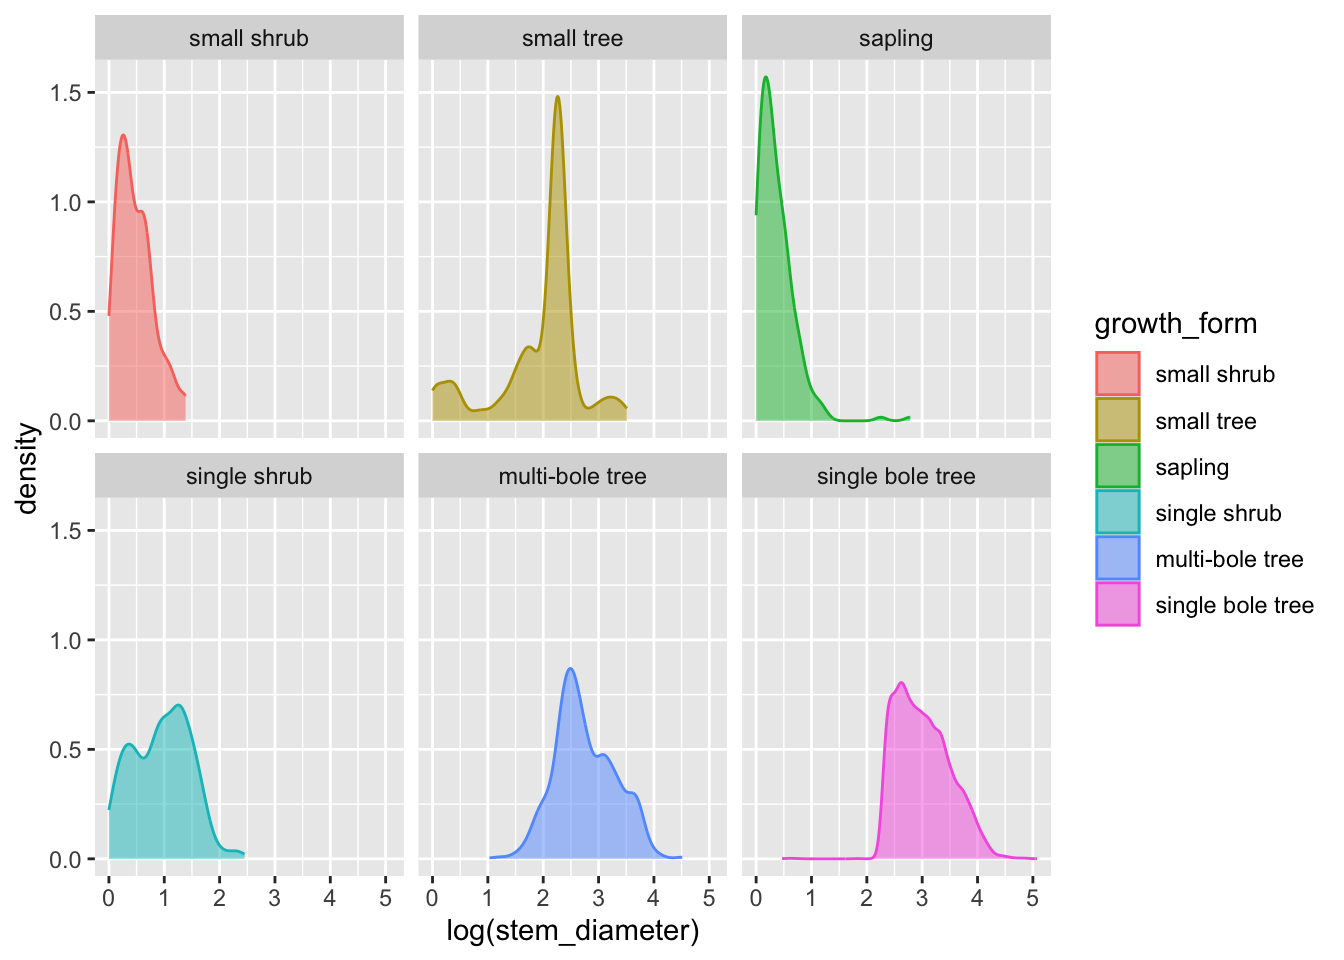 small shrub small tree sapling
1.5
1.0
0.5
0.0
single shrub multi-bole tree single bole tree
1.5
1.0
0.5
0.0
0 1 2 3 4 5 0 1 2 3 4 5 0 1 2 3 4 5
log(stem_diameter)
density
growth_form
small shrub
small tree
sapling
single shrub
multi-bole tree
single bole tree